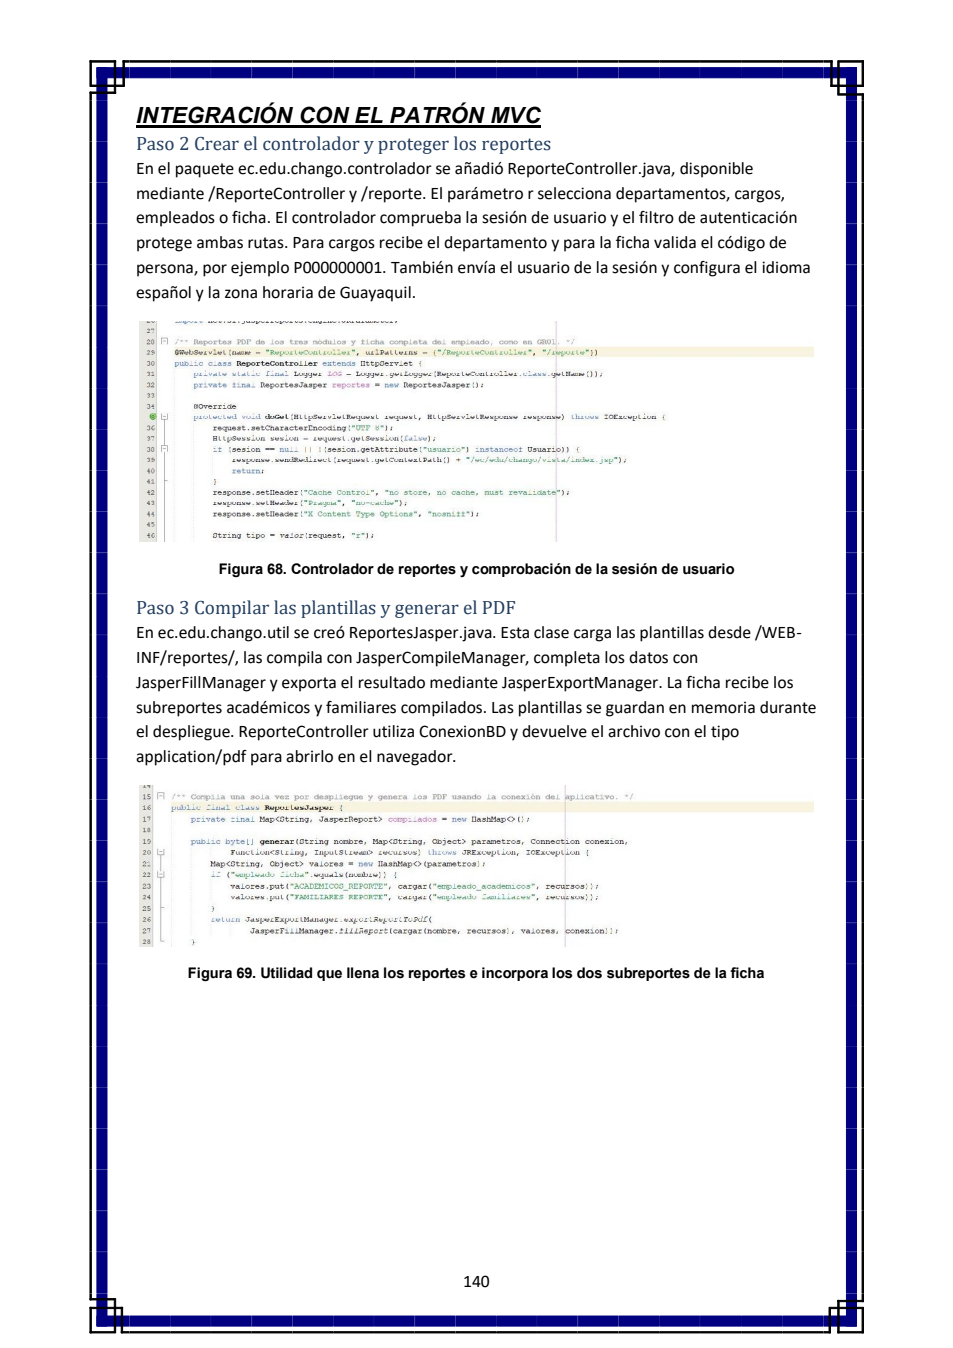 INTEGRACIÓN CON EL PATRÓN MVC
Paso 2 Crear el controlador y proteger los reportes
En el paquete ec.edu.chango.controlador se añadió ReporteController.java, disponible
mediante /ReporteController y /reporte. El parámetro r selecciona departamentos, cargos,
empleados o ficha. El controlador comprueba la sesión de usuario y el filtro de autenticación
protege ambas rutas. Para cargos recibe el departamento y para la ficha valida el código de
persona, por ejemplo P000000001. También envía el usuario de la sesión y configura el idioma
español y la zona horaria de Guayaquil.
27
28 /** Reportes PDF de los tres módulos y ficha completa del empleado, como en GRUL. */
29 @WebServlet(name = "ReporteController", urlPatterns = {"/ReporteController", "/reporte"})
30 public class ReporteController extends HttpServlet {
31 private static final Logger LOG = Logger.getLogger(ReporteController.class.getName());
32 private final ReportesJasper reportes = new ReportesJasper();
33
34 @Override
protected void doGet(HttpServletRequest request, HttpServletResponse response) throws IOException {
36 request.setCharacterEncoding("UTF-8");
37 HttpSession sesion = request.getSession(false);
38 if (sesion == null || !(sesion.getAttribute("usuario") instanceof Usuario)) {
39 response.sendRedirect(request.getContextPath() + "/ec/edu/chango/vista/index.jsp");
40 return;
41 }
42 response.setHeader("Cache-Control", "no-store, no-cache, must-revalidate");
43 response.setHeader("Pragma", "no-cache");
44 response.setHeader("X-Content-Type-Options", "nosniff");
45
46 String tipo = valor(request, "r");
Figura 68. Controlador de reportes y comprobación de la sesión de usuario
Paso 3 Compilar las plantillas y generar el PDF
En ec.edu.chango.util se creó ReportesJasper.java. Esta clase carga las plantillas desde /WEB-
INF/reportes/, las compila con JasperCompileManager, completa los datos con
JasperFillManager y exporta el resultado mediante JasperExportManager. La ficha recibe los
subreportes académicos y familiares compilados. Las plantillas se guardan en memoria durante
el despliegue. ReporteController utiliza ConexionBD y devuelve el archivo con el tipo
application/pdf para abrirlo en el navegador.
15 /** Compila una sola vez por despliegue y genera los PDF usando la conexión del aplicativo. */
16 public final class ReportesJasper {
17 private final Map<String, JasperReport> compilados = new HashMap<>();
18
19 public byte[] generar(String nombre, Map<String, Object> parametros, Connection conexion,
20 Function<String, InputStream> recursos) throws JRException, IOException {
21 Map<String, Object> valores = new HashMap<>(parametros);
22 if ("empleado_ficha".equals(nombre)) {
23 valores.put("ACADEMICOS_REPORTE", cargar("empleado_academicos", recursos));
24 valores.put("FAMILIARES_REPORTE", cargar("empleado_familiares", recursos));
25 }
26 return JasperExportManager.exportReportToPdf(
27 JasperFillManager.fillReport(cargar(nombre, recursos), valores, conexion));
28 }
Figura 69. Utilidad que llena los reportes e incorpora los dos subreportes de la ficha
140